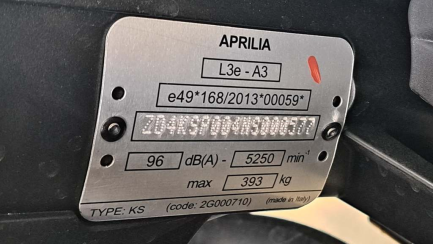 APRILIA
L3e - A3
e49*168/2013*00059*
ZD4KSP004NS000577
96 dB(A) - 5250 min⁻¹
max 393 kg
TYPE: KS (code: 2G000710) (made in Italy)